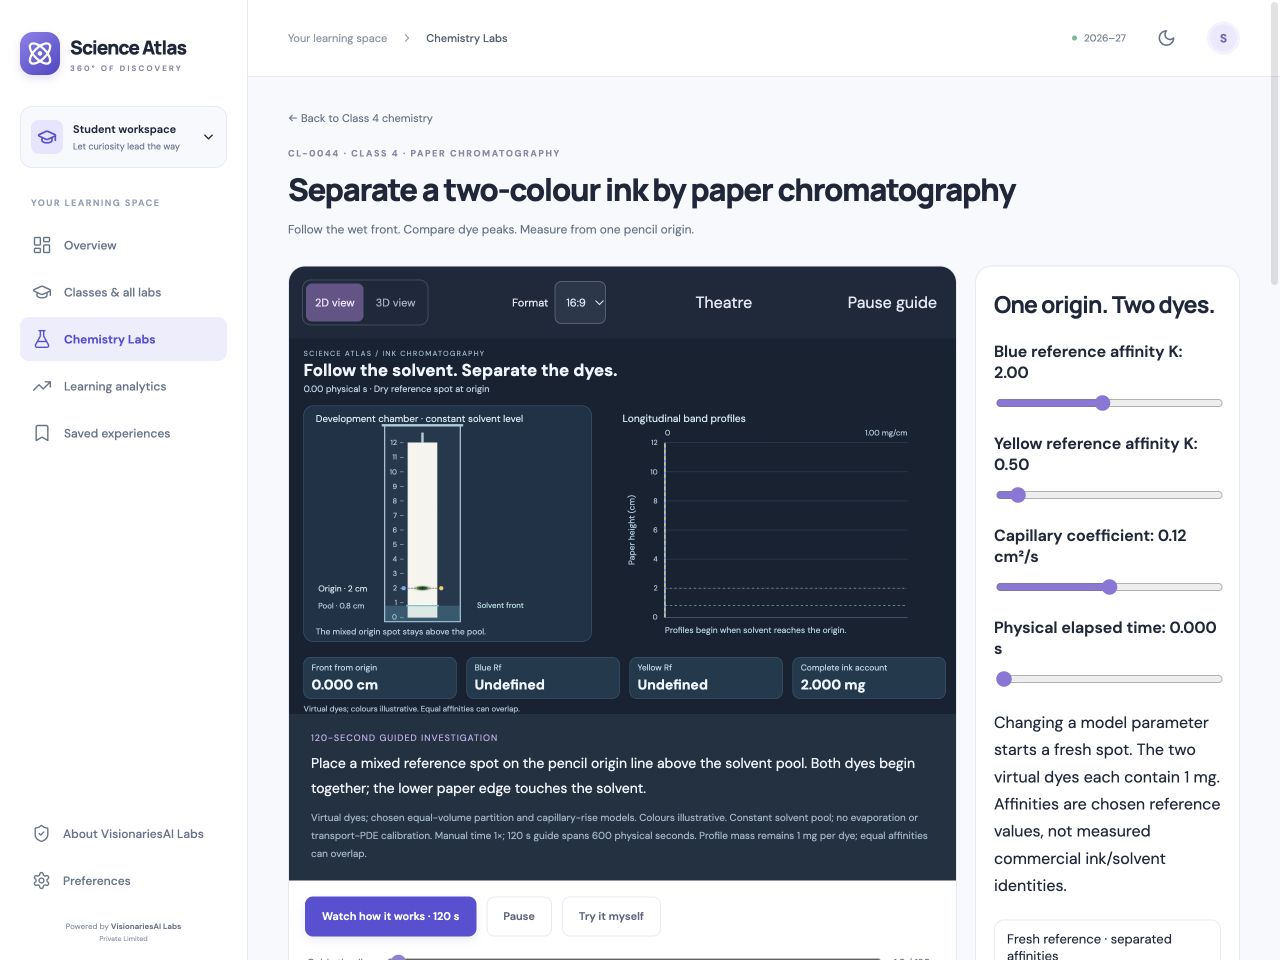 Science Atlas
360° OF DISCOVERY
Student workspace
Let curiosity lead the way
YOUR LEARNING SPACE
Overview
Classes & all labs
Chemistry Labs
Learning analytics
Saved experiences
About VisionariesAI Labs
Preferences
Powered by VisionariesAI Labs
Private Limited
Your learning space > Chemistry Labs
2026–27
S
← Back to Class 4 chemistry
CL-0044 · CLASS 4 · PAPER CHROMATOGRAPHY
Separate a two-colour ink by paper chromatography
Follow the wet front. Compare dye peaks. Measure from one pencil origin.
2D view
3D view
Format
16:9
Theatre
Pause guide
SCIENCE ATLAS / INK CHROMATOGRAPHY
Follow the solvent. Separate the dyes.
0.00 physical s · Dry reference spot at origin
Development chamber · constant solvent level
12
11
10
9
8
7
6
5
4
3
2
1
0
Origin · 2 cm
Pool · 0.8 cm
Solvent front
The mixed origin spot stays above the pool.
Longitudinal band profiles
0
1.00 mg/cm
12
10
8
6
4
2
0
Paper height (cm)
Profiles begin when solvent reaches the origin.
Front from origin
0.000 cm
Blue Rf
Undefined
Yellow Rf
Undefined
Complete ink account
2.000 mg
Virtual dyes; colours illustrative. Equal affinities can overlap.
120-SECOND GUIDED INVESTIGATION
Place a mixed reference spot on the pencil origin line above the solvent pool. Both dyes begin
together; the lower paper edge touches the solvent.
Virtual dyes; chosen equal-volume partition and capillary-rise models. Colours illustrative. Constant solvent pool; no evaporation or
transport-PDE calibration. Manual time 1×; 120 s guide spans 600 physical seconds. Profile mass remains 1 mg per dye; equal affinities
can overlap.
Watch how it works · 120 s
Pause
Try it myself
One origin. Two dyes.
Blue reference affinity K:
2.00
Yellow reference affinity K:
0.50
Capillary coefficient: 0.12
cm²/s
Physical elapsed time: 0.000
s
Changing a model parameter
starts a fresh spot. The two
virtual dyes each contain 1 mg.
Affinities are chosen reference
values, not measured
commercial ink/solvent
identities.
Fresh reference · separated
affinities